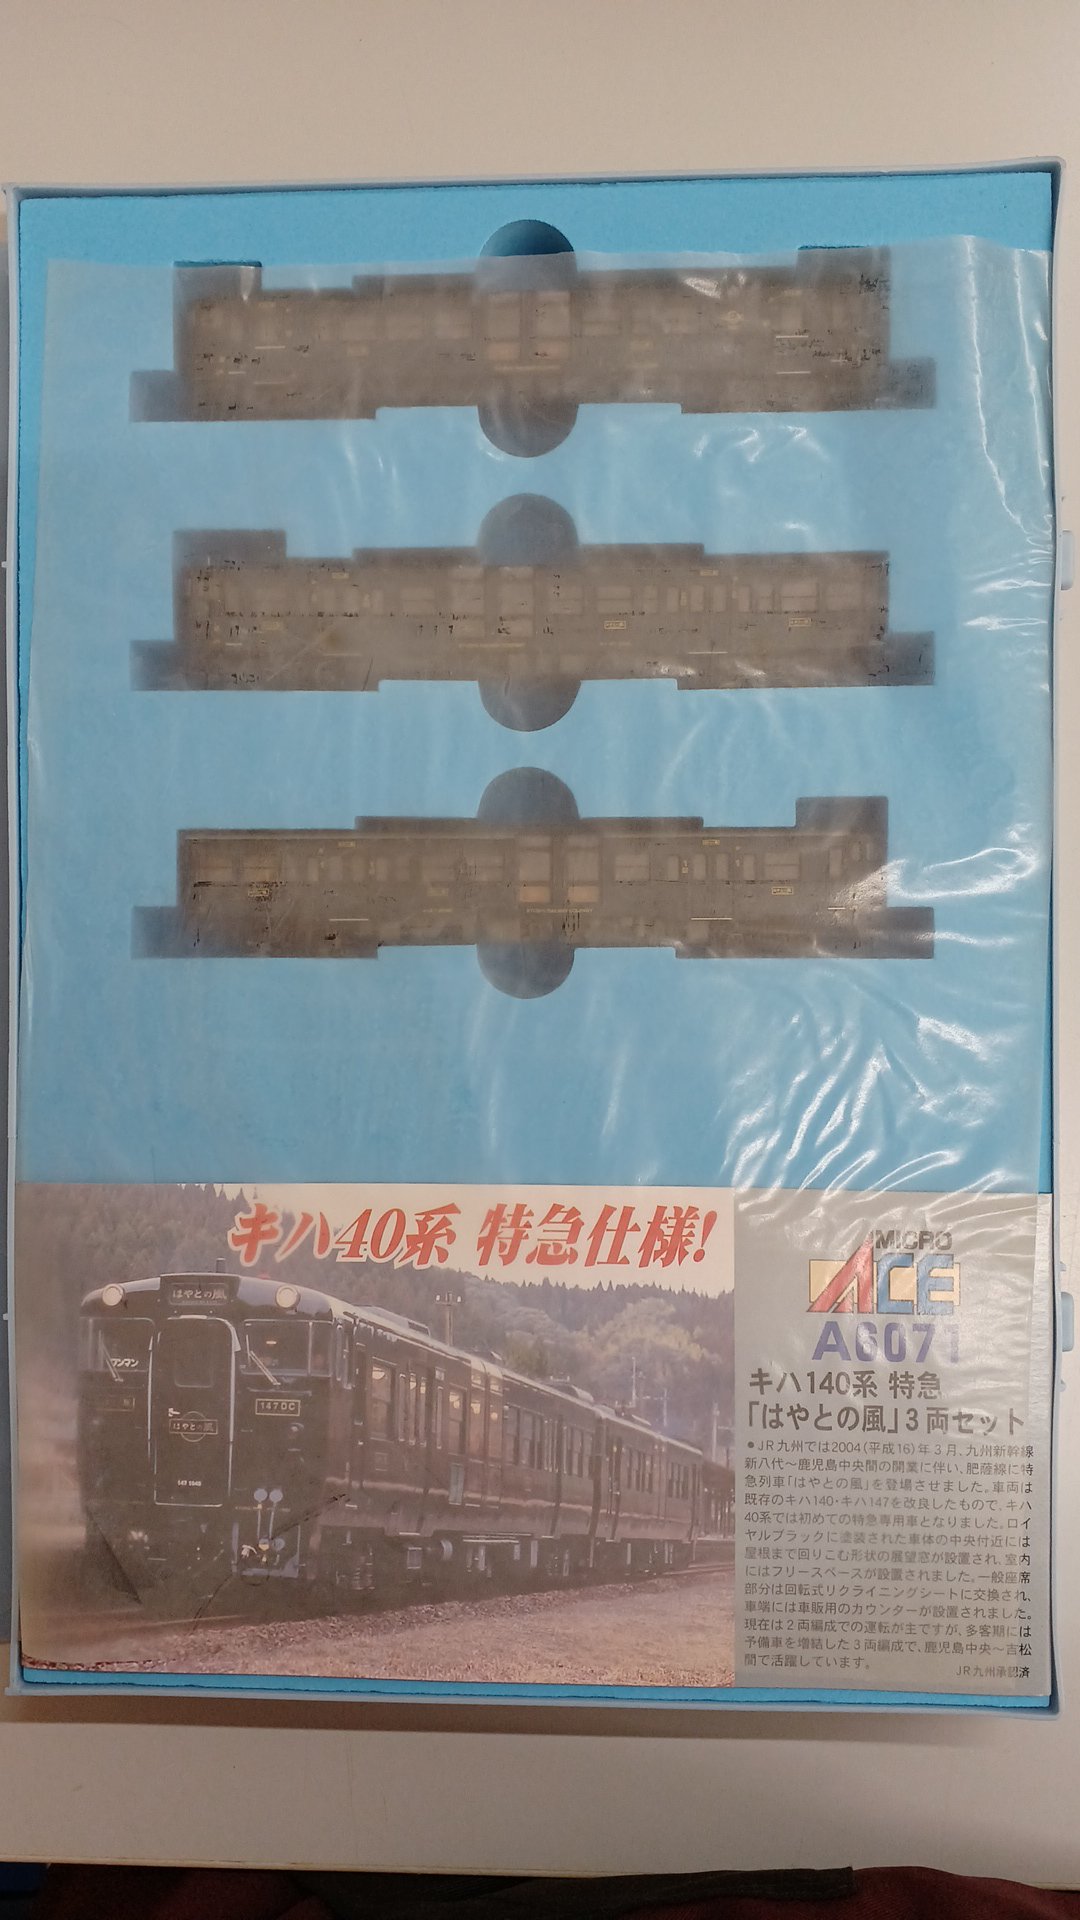 キハ40系 特急仕様!
はやとの風
ワンマン
147DC
はやとの風
147 1045
MICRO
ACE
A6071
キハ140系 特急
「はやとの風」3両セット
●JR九州では2004(平成16)年3月、九州新幹線
新八代〜鹿児島中央間の開業に伴い、肥薩線に特
急列車「はやとの風」を登場させました。車両は
既存のキハ140・キハ147を改良したもので、キハ
40系では初めての特急専用車となりました。ロイ
ヤルブラックに塗装された車体の中央付近には
屋根まで回りこむ形状の展望窓が設置され、室内
にはフリースペースが設置されました。一般座席
部分は回転式リクライニングシートに交換され、
車端には車販用のカウンターが設置されました。
現在は2両編成での運転が主ですが、多客期には
予備車を増結した3両編成で、鹿児島中央〜吉松
間で活躍しています。
JR九州承認済